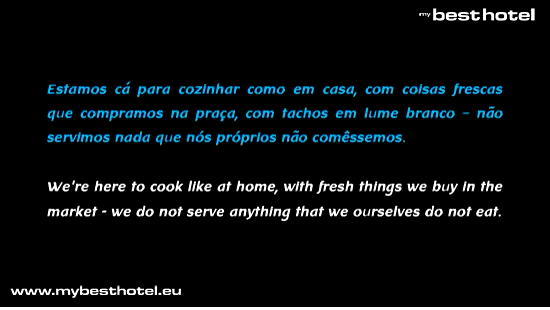 my besthotel
Estamos cá para cozinhar como em casa, com coisas frescas
que compramos na praça, com tachos em lume branco – não
servimos nada que nós próprios não comêssemos.
We're here to cook like at home, with fresh things we buy in the
market - we do not serve anything that we ourselves do not eat.
www.mybesthotel.eu